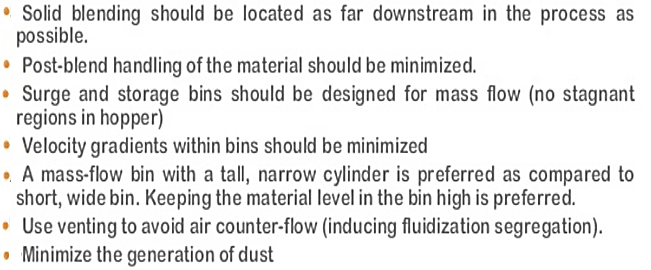 • Solid blending should be located as far downstream in the process as
possible.
• Post-blend handling of the material should be minimized.
• Surge and storage bins should be designed for mass flow (no stagnant
regions in hopper)
• Velocity gradients within bins should be minimized
• A mass-flow bin with a tall, narrow cylinder is preferred as compared to
short, wide bin. Keeping the material level in the bin high is preferred.
• Use venting to avoid air counter-flow (inducing fluidization segregation).
• Minimize the generation of dust